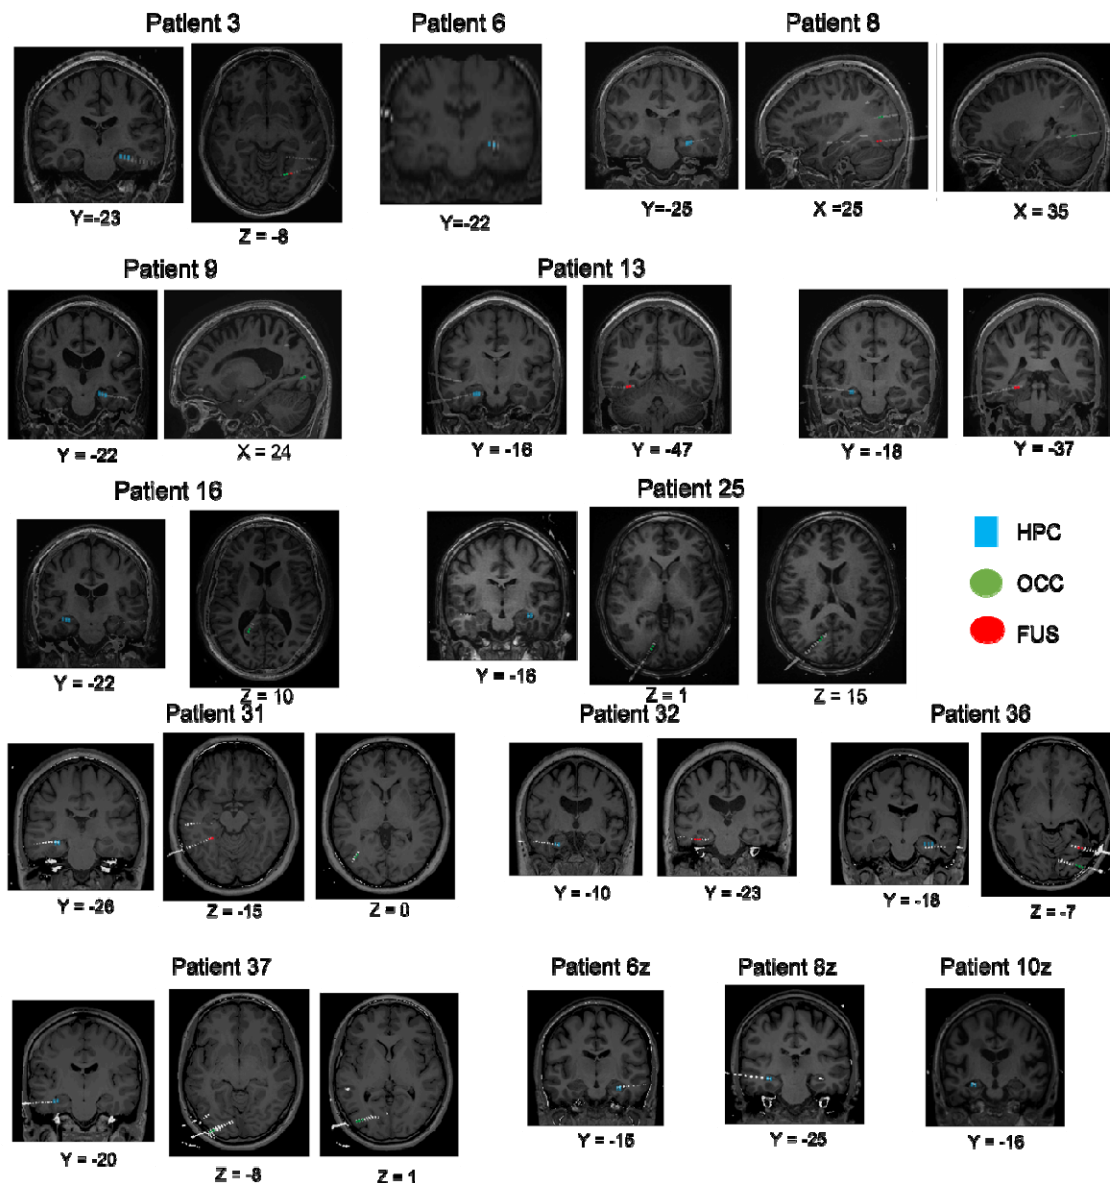 Patient 3 Patient 6 Patient 8
Y=-23 Z = -8 Y=-22 Y=-25 X =25 X = 35
Patient 9 Patient 13
Y = -22 X = 24 Y = -16 Y = -47 Y = -18 Y = -37
Patient 16 Patient 25
HPC
OCC
FUS
Y = -22 Z = 10 Y = -16 Z = 1 Z = 15
Patient 31 Patient 32 Patient 36
Y = -26 Z = -15 Z = 0 Y = -10 Y = -23 Y = -18 Z = -7
Patient 37 Patient 6z Patient 8z Patient 10z
Y = -20 Z = -8 Z = 1 Y = -15 Y = -25 Y = -16